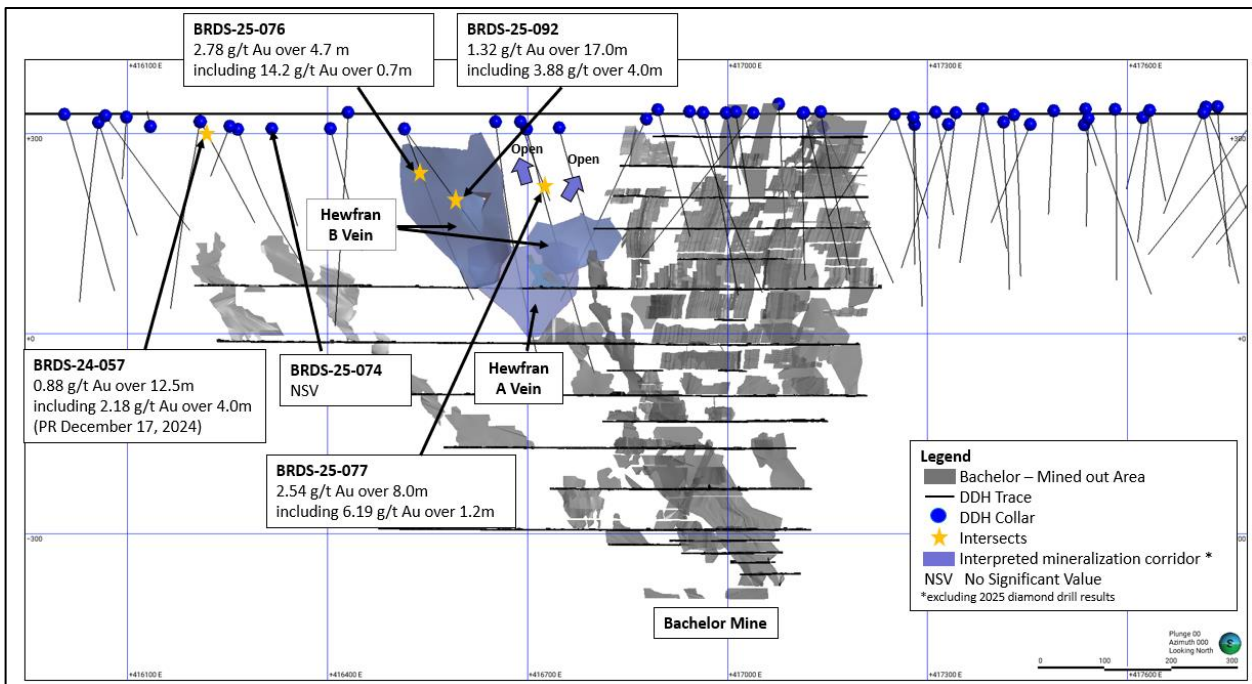 BRDS-25-076
2.78 g/t Au over 4.7 m
including 14.2 g/t Au over 0.7m
BRDS-25-092
1.32 g/t Au over 17.0m
including 3.88 g/t over 4.0m
+416100 E
+417000 E
+417300 E
+417600 E
+300
Open
Open
Hewfran
B Vein
+0
BRDS-24-057
0.88 g/t Au over 12.5m
including 2.18 g/t Au over 4.0m
(PR December 17, 2024)
BRDS-25-074
NSV
Hewfran
A Vein
BRDS-25-077
2.54 g/t Au over 8.0m
including 6.19 g/t Au over 1.2m
Legend
Bachelor – Mined out Area
DDH Trace
DDH Collar
Intersects
Interpreted mineralization corridor *
NSV No Significant Value
*excluding 2025 diamond drill results
-300
Bachelor Mine
Plunge 00
Azimuth 000
Looking North
0 100 200 300
+416100 E
+416400 E
+416700 E
+417000 E
+417300 E
+417600 E